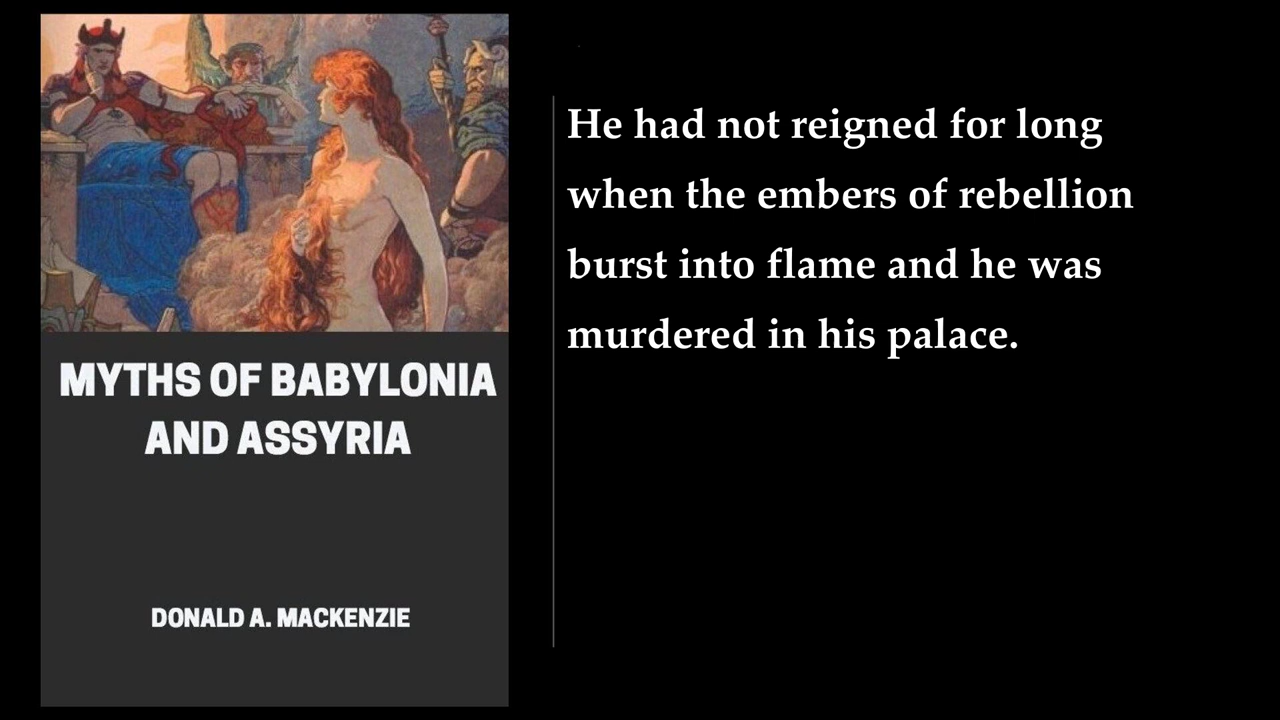 MYTHS OF BABYLONIA
AND ASSYRIA
DONALD A. MACKENZIE
He had not reigned for long
when the embers of rebellion
burst into flame and he was
murdered in his palace.